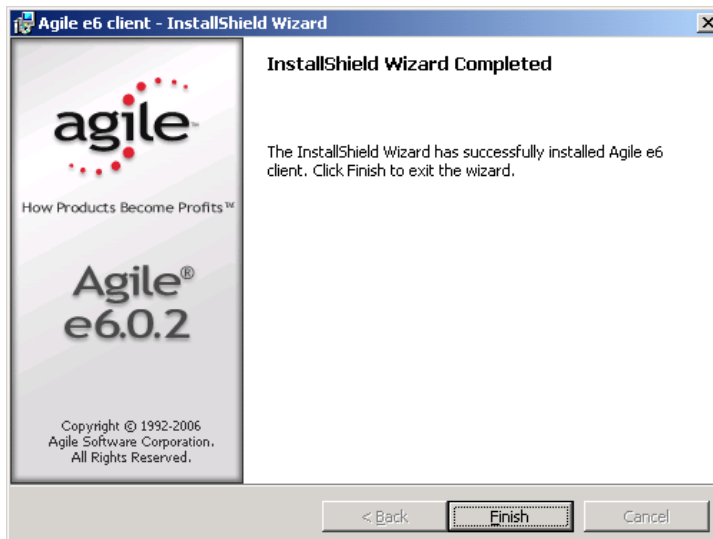 Agile e6 client - InstallShield Wizard
InstallShield Wizard Completed
The InstallShield Wizard has successfully installed Agile e6
client. Click Finish to exit the wizard.
agile™
How Products Become Profits™
Agile®
e6.0.2
Copyright © 1992-2006
Agile Software Corporation.
All Rights Reserved.
< Back
Finish
Cancel